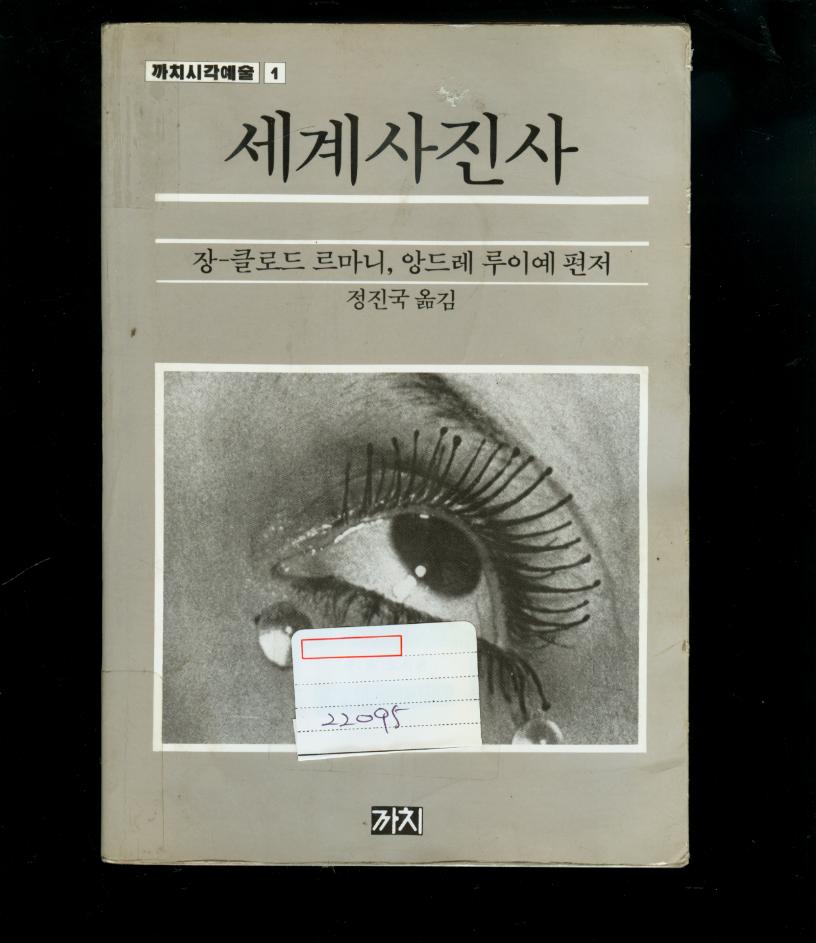 까치시각예술 1
세계사진사
장-클로드 르마니, 앙드레 루이예 편저
정진국 옮김
22095
까치